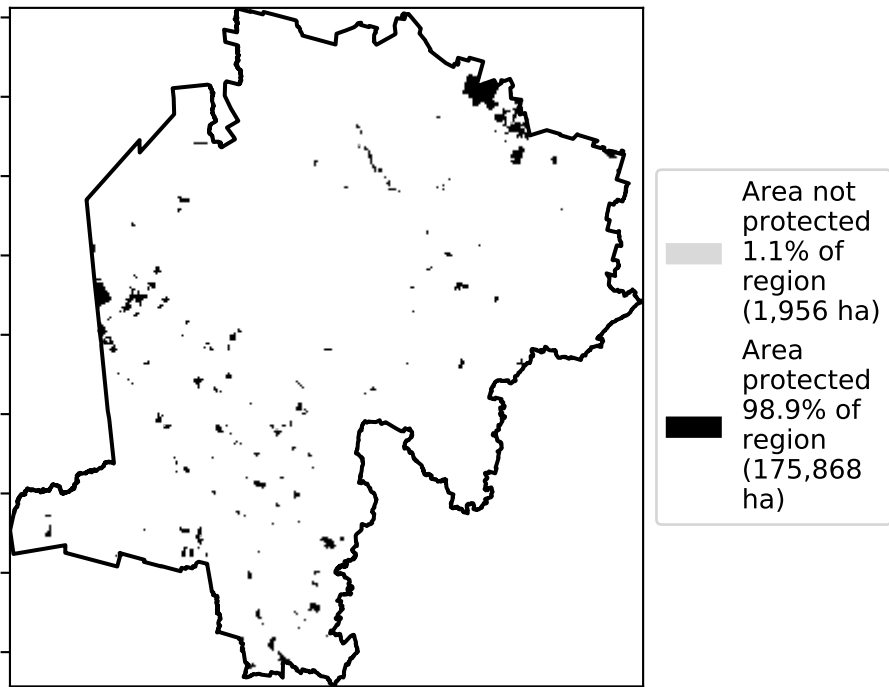 Area not
protected
1.1% of
region
(1,956 ha)
Area
protected
98.9% of
region
(175,868
ha)